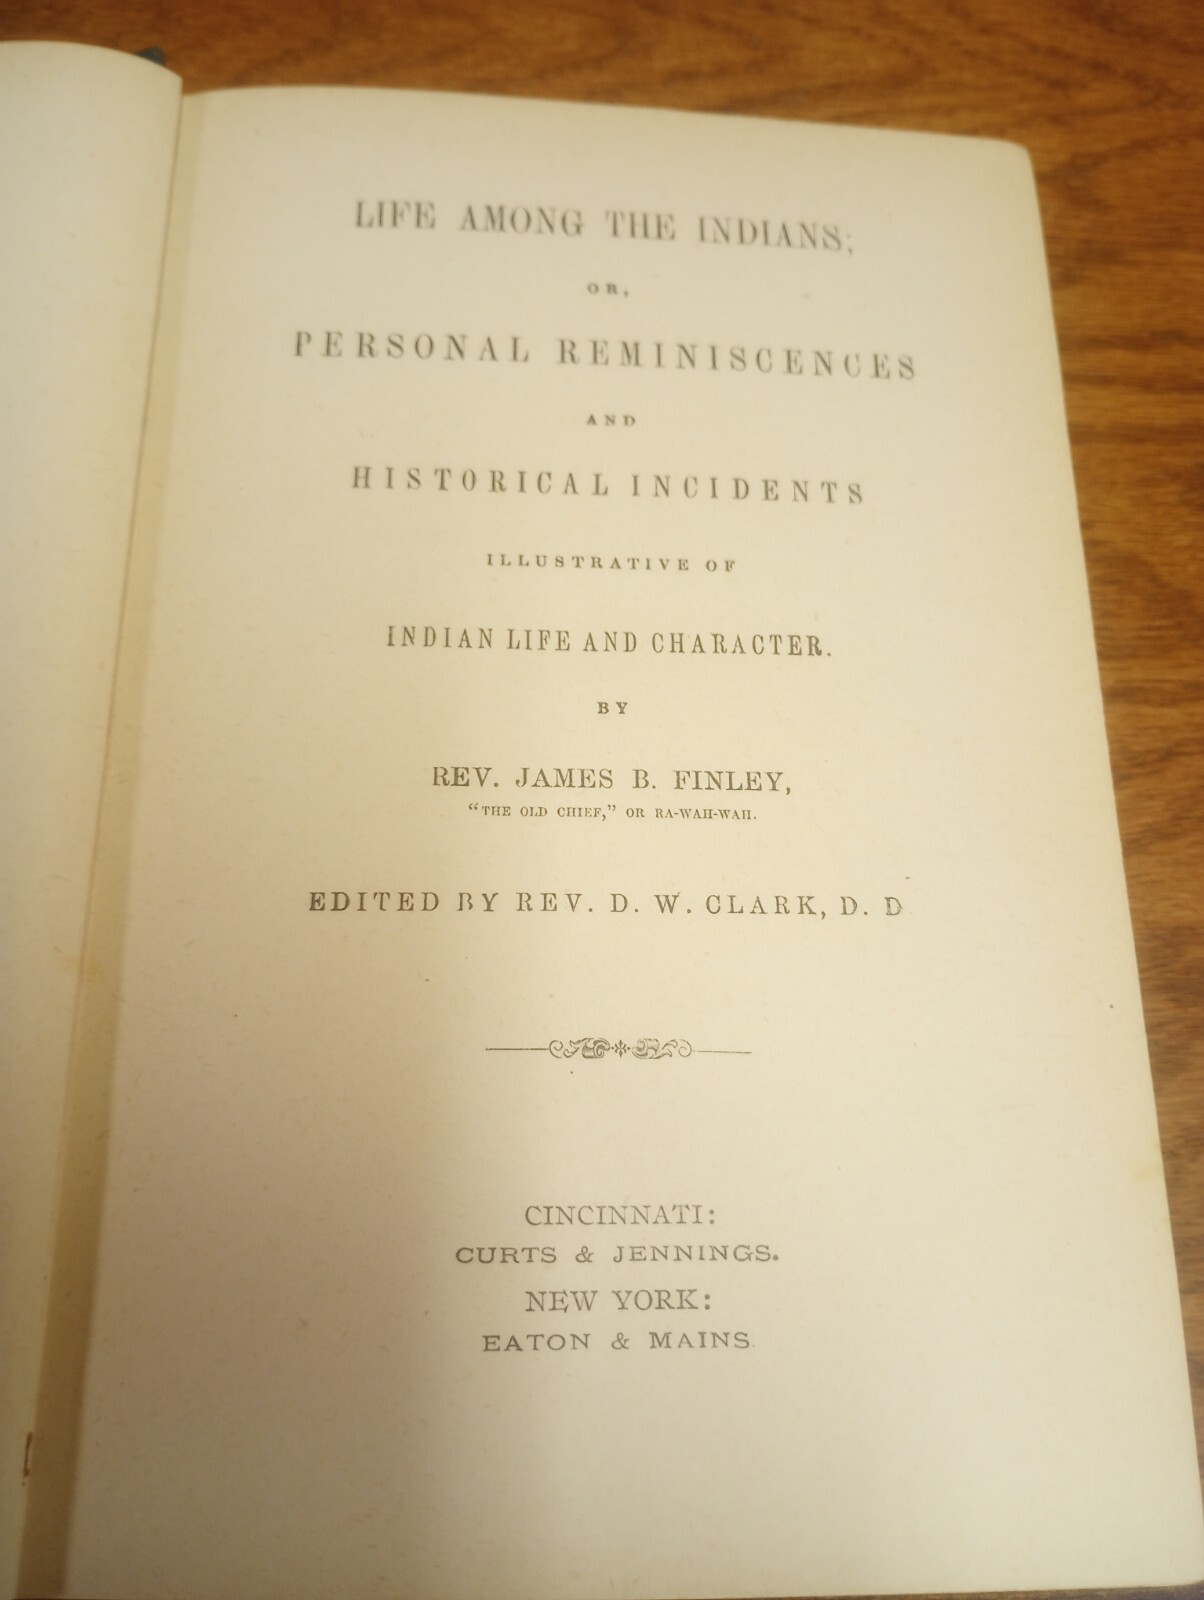 LIFE AMONG THE INDIANS;
OR,
PERSONAL REMINISCENCES
AND
HISTORICAL INCIDENTS
ILLUSTRATIVE OF
INDIAN LIFE AND CHARACTER.
BY
REV. JAMES B. FINLEY,
"THE OLD CHIEF," OR RA-WAH-WAH.
EDITED BY REV. D. W. CLARK, D. D
CINCINNATI:
CURTS & JENNINGS.
NEW YORK:
EATON & MAINS.